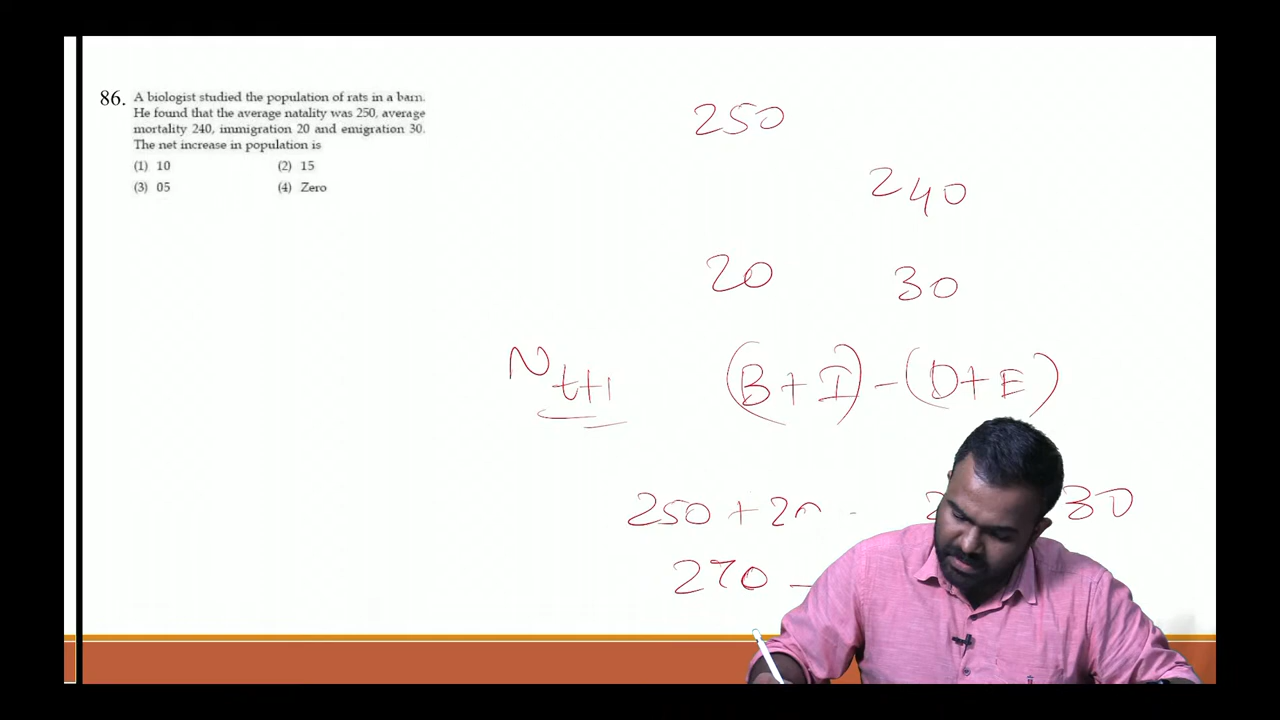 86. A biologist studied the population of rats in a barn.
He found that the average natality was 250, average
mortality 240, immigration 20 and emigration 30.
The net increase in population is
(1) 10 (2) 15
(3) 05 (4) Zero
250
240
20 30
N t+1 (B + I) - (D + E)
250 + 20 - 30
270 -